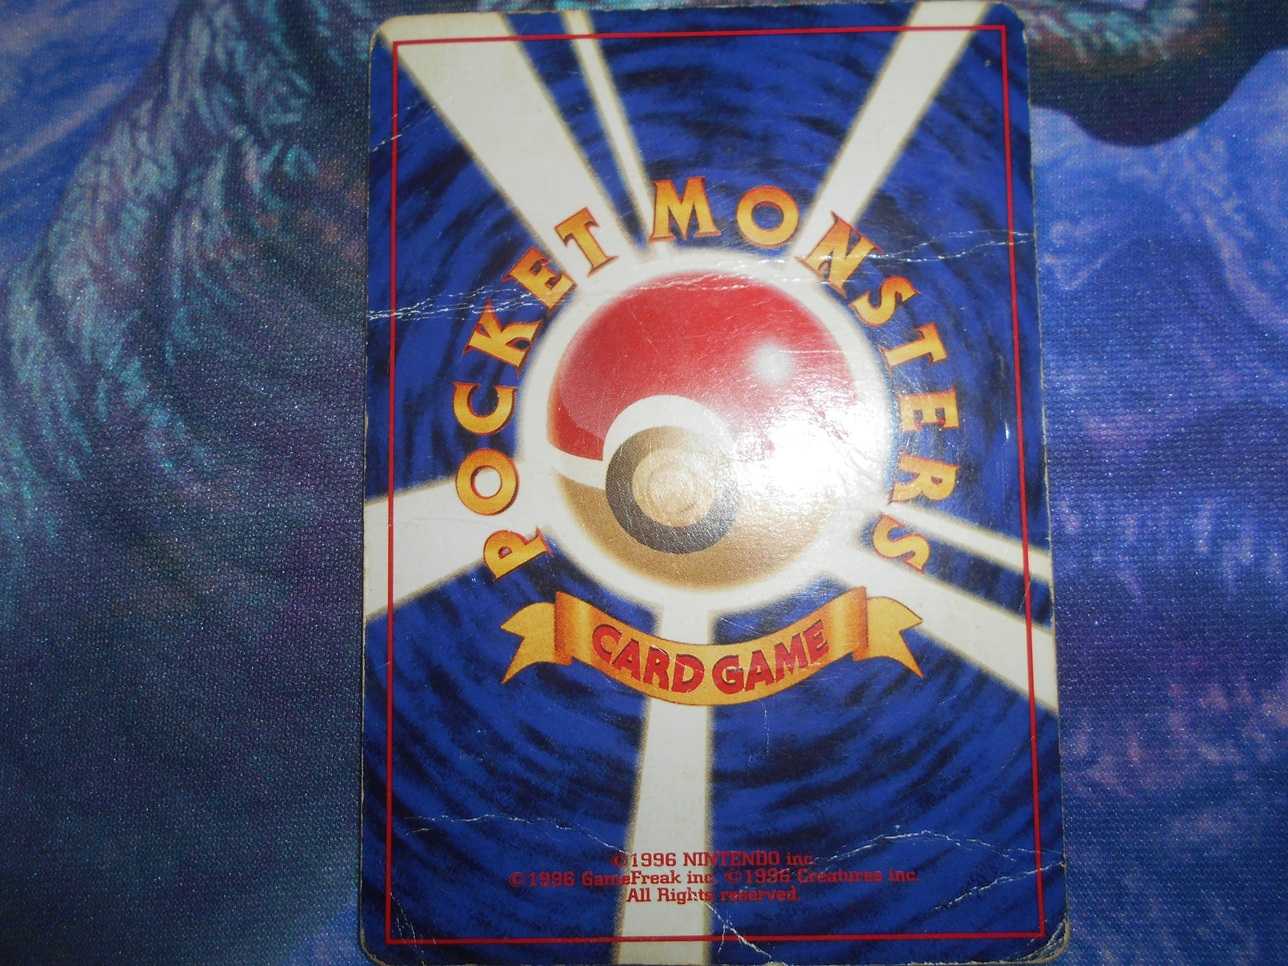 POCKET MONSTERS
CARD GAME
©1996 NINTENDO inc.
©1996 GameFreak inc. ©1996 Creatures inc.
All Rights reserved.